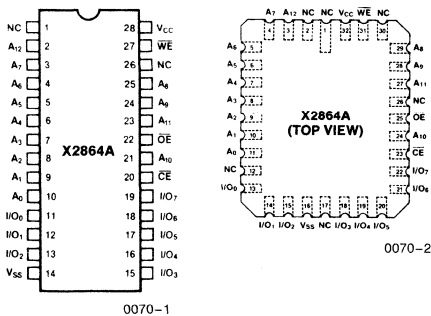 NC 1 28 VCC
A12 2 27 W̅E̅
A7 3 26 NC
A6 4 25 A8
A5 5 24 A9
A4 6 23 A11
A3 7 22 O̅E̅
X2864A
A2 8 21 A10
A1 9 20 C̅E̅
A0 10 19 I/O7
I/O0 11 18 I/O6
I/O1 12 17 I/O5
I/O2 13 16 I/O4
VSS 14 15 I/O3
0070-1
A7 A12 NC NC VCC W̅E̅ NC
4 3 2 1 32 31 30
A6 5 29 A8
A5 6 28 A9
A4 7 27 A11
A3 8 26 NC
X2864A
(TOP VIEW)
A2 9 25 O̅E̅
A1 10 24 A10
A0 11 23 C̅E̅
NC 12 22 I/O7
I/O0 13 21 I/O6
14 15 16 17 18 19 20
I/O1 I/O2 VSS NC I/O3 I/O4 I/O5
0070-2